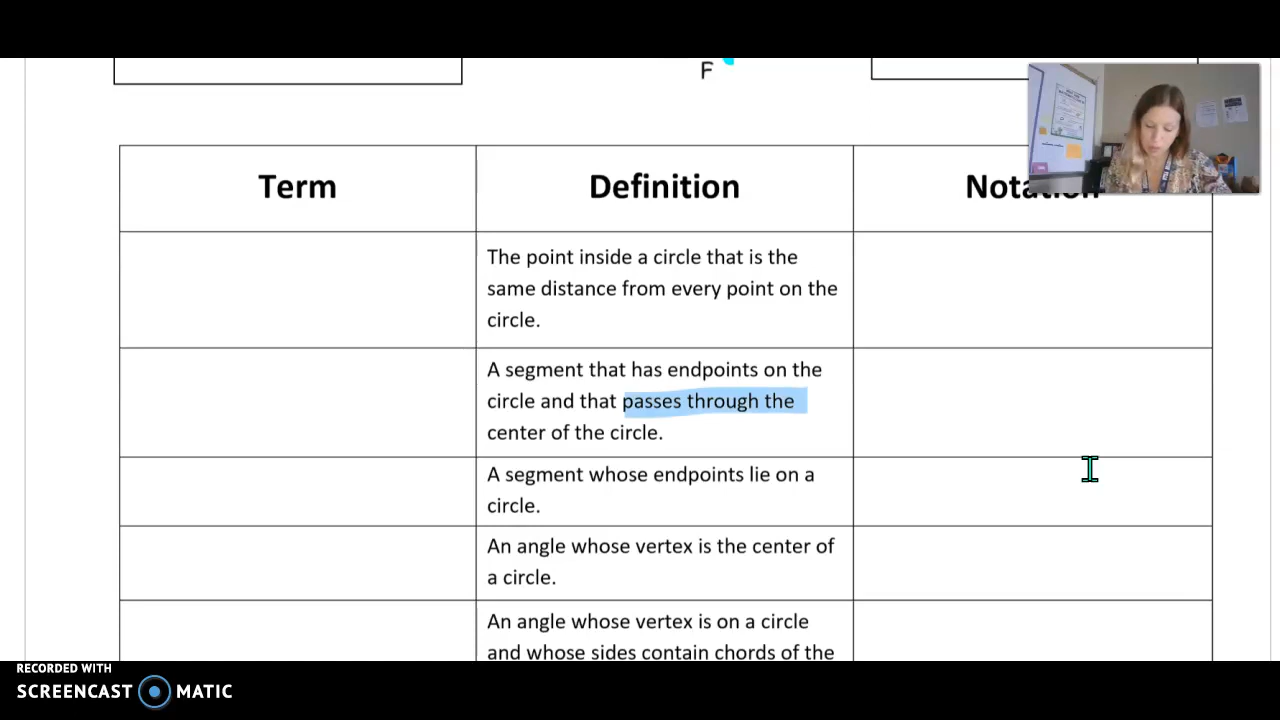 F
Term
Definition
Notation
The point inside a circle that is the
same distance from every point on the
circle.
A segment that has endpoints on the
circle and that passes through the
center of the circle.
A segment whose endpoints lie on a
circle.
An angle whose vertex is the center of
a circle.
An angle whose vertex is on a circle
and whose sides contain chords of the
RECORDED WITH
SCREENCAST MATIC